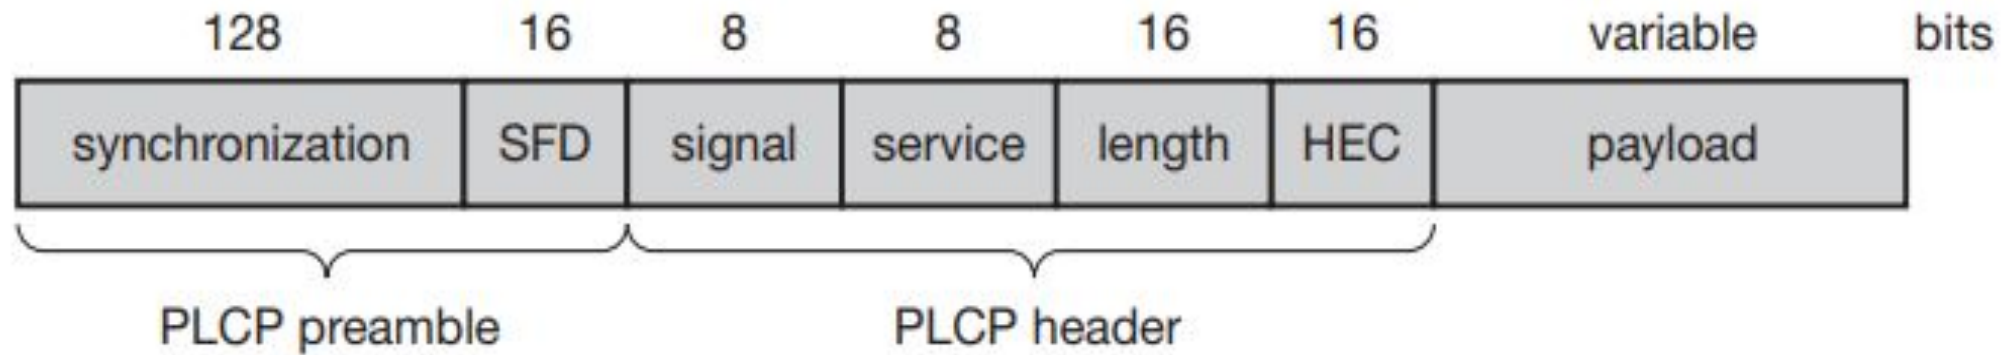 128 16 8 8 16 16 variable bits
synchronization SFD signal service length HEC payload
PLCP preamble PLCP header